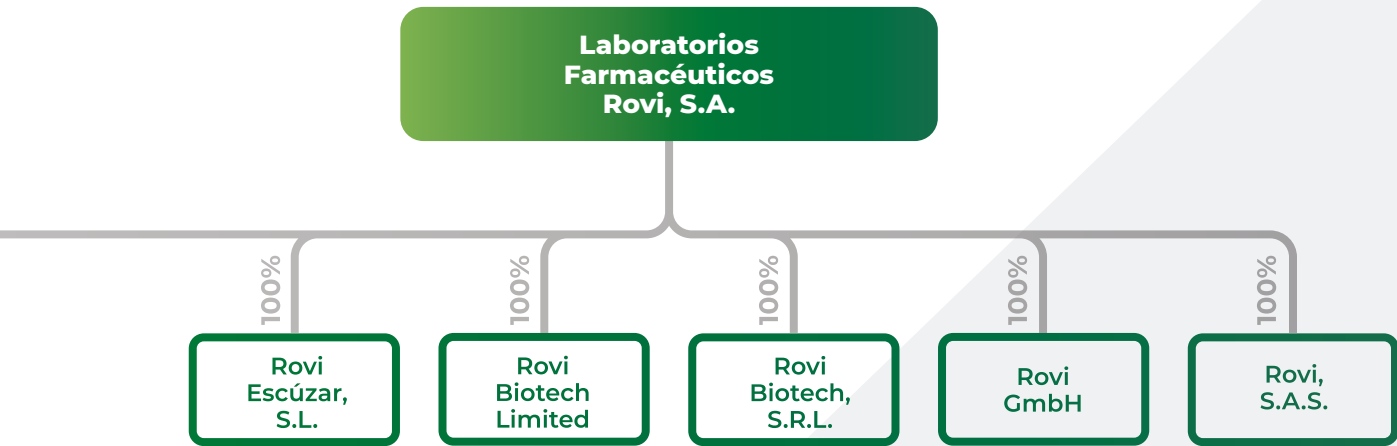 Laboratorios
Farmacéuticos
Rovi, S.A.
100%
100%
100%
100%
100%
Rovi
Escúzar,
S.L.
Rovi
Biotech
Limited
Rovi
Biotech,
S.R.L.
Rovi
GmbH
Rovi,
S.A.S.